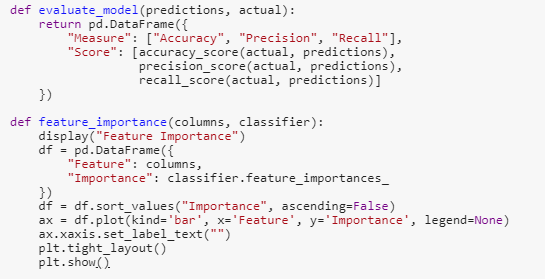 def evaluate_model(predictions, actual):
    return pd.DataFrame({
        "Measure": ["Accuracy", "Precision", "Recall"],
        "Score": [accuracy_score(actual, predictions),
                  precision_score(actual, predictions),
                  recall_score(actual, predictions)]
    })

def feature_importance(columns, classifier):
    display("Feature Importance")
    df = pd.DataFrame({
        "Feature": columns,
        "Importance": classifier.feature_importances_
    })
    df = df.sort_values("Importance", ascending=False)
    ax = df.plot(kind='bar', x='Feature', y='Importance', legend=None)
    ax.xaxis.set_label_text("")
    plt.tight_layout()
    plt.show()